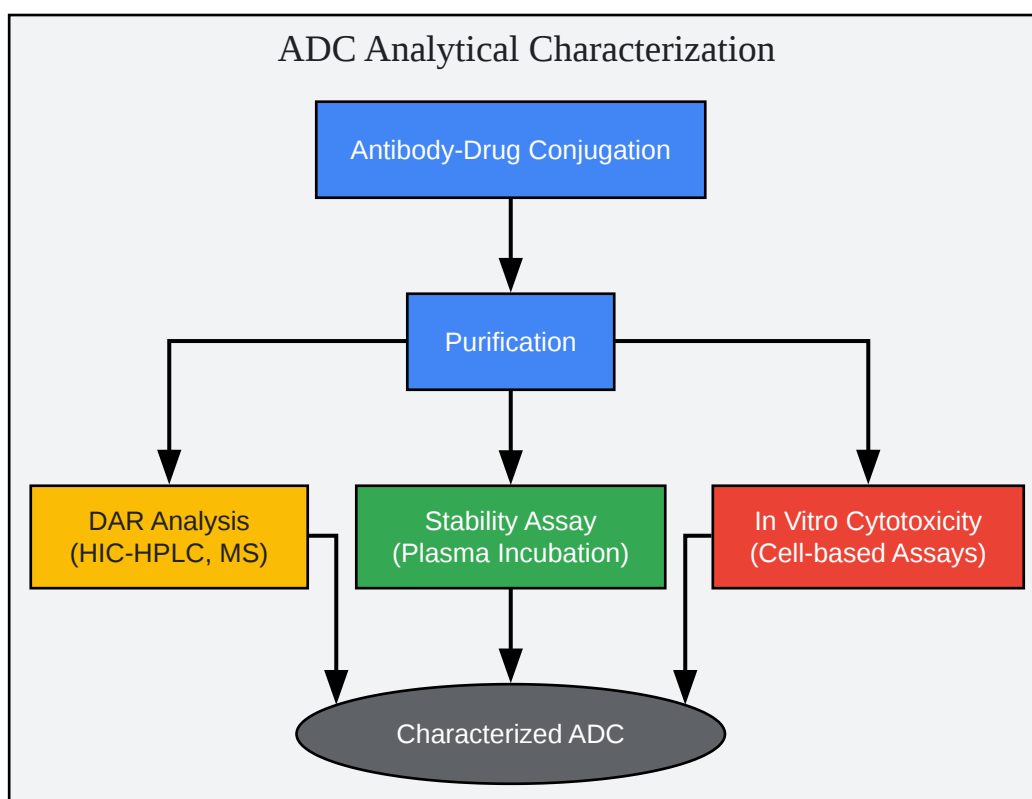 ADC Analytical Characterization
Antibody-Drug Conjugation
Purification
DAR Analysis
(HIC-HPLC, MS)
Stability Assay
(Plasma Incubation)
In Vitro Cytotoxicity
(Cell-based Assays)
Characterized ADC